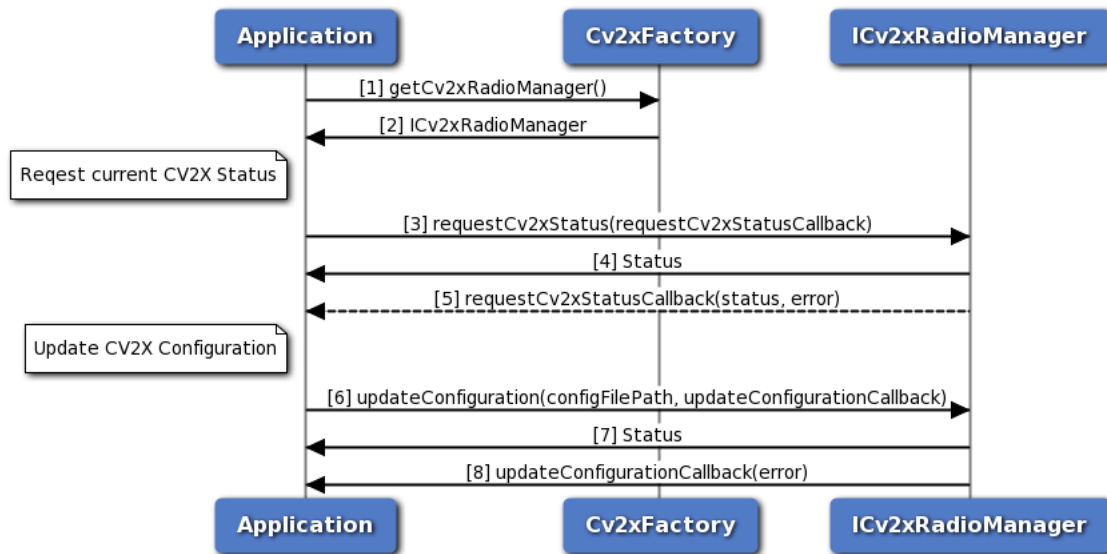 Application
Cv2xFactory
ICv2xRadioManager
[1] getCv2xRadioManager()
[2] ICv2xRadioManager
Reqest current CV2X Status
[3] requestCv2xStatus(requestCv2xStatusCallback)
[4] Status
[5] requestCv2xStatusCallback(status, error)
Update CV2X Configuration
[6] updateConfiguration(configFilePath, updateConfigurationCallback)
[7] Status
[8] updateConfigurationCallback(error)
Application
Cv2xFactory
ICv2xRadioManager